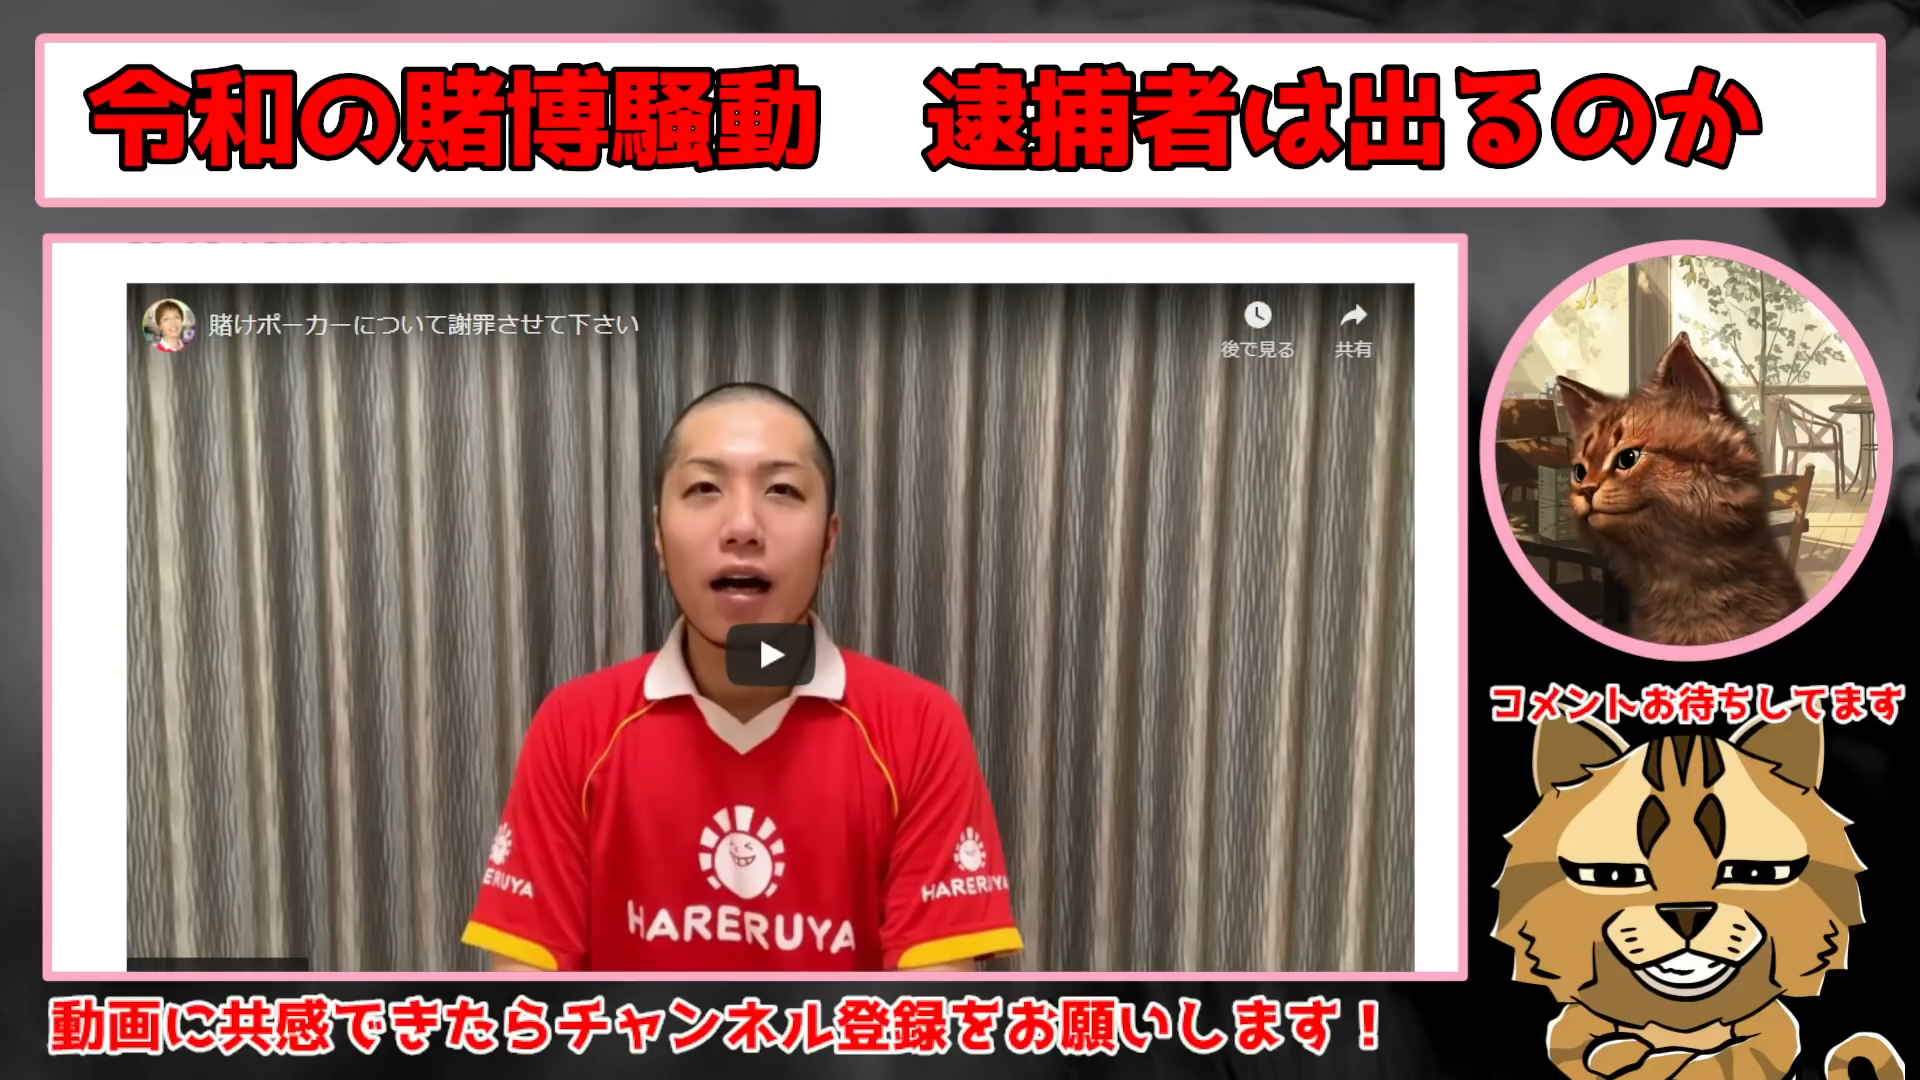 令和の賭博騒動　逮捕者は出るのか
賭けポーカーについて謝罪させて下さい
後で見る
共有
ERUYA
HARERUYA
HARERUYA
コメントお待ちしてます
動画に共感できたらチャンネル登録をお願いします！